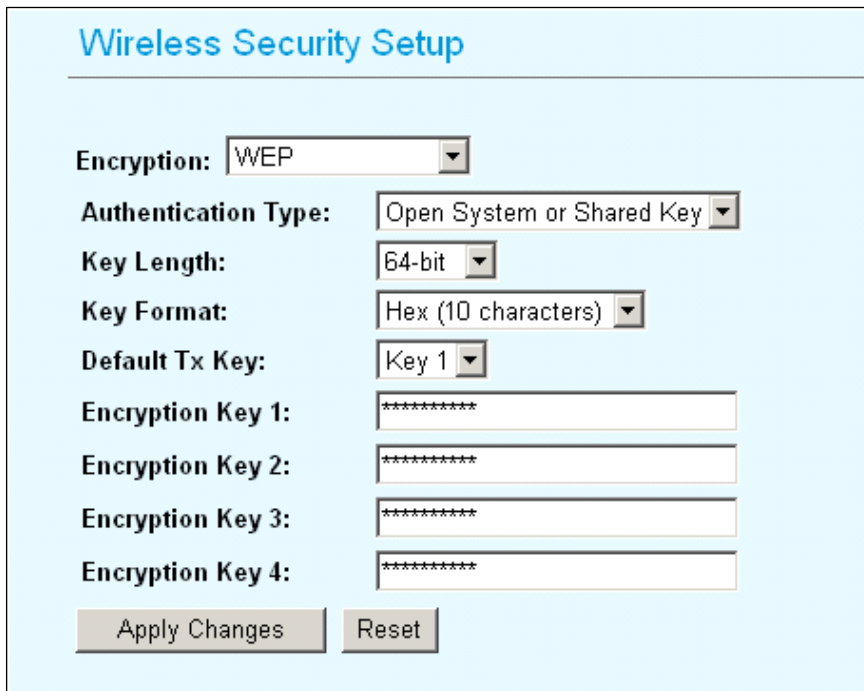 Wireless Security Setup
Encryption: WEP
Authentication Type: Open System or Shared Key
Key Length: 64-bit
Key Format: Hex (10 characters)
Default Tx Key: Key 1
Encryption Key 1: **********
Encryption Key 2: **********
Encryption Key 3: **********
Encryption Key 4: **********
Apply Changes Reset